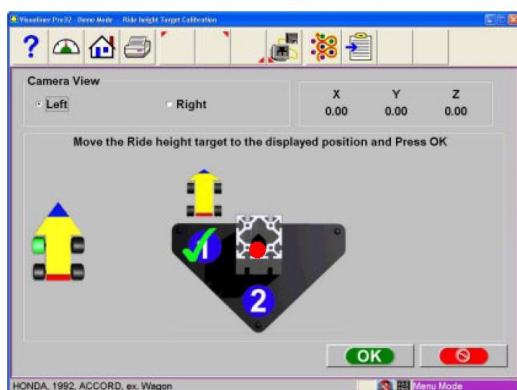 Visualiner Pro32 - Demo Mode - Ride height Target Calibration
?
Camera View
Left
Right
X Y Z
0.00 0.00 0.00
Move the Ride height target to the displayed position and Press OK
1
2
OK
HONDA, 1992, ACCORD, ex. Wagon
Menu Mode